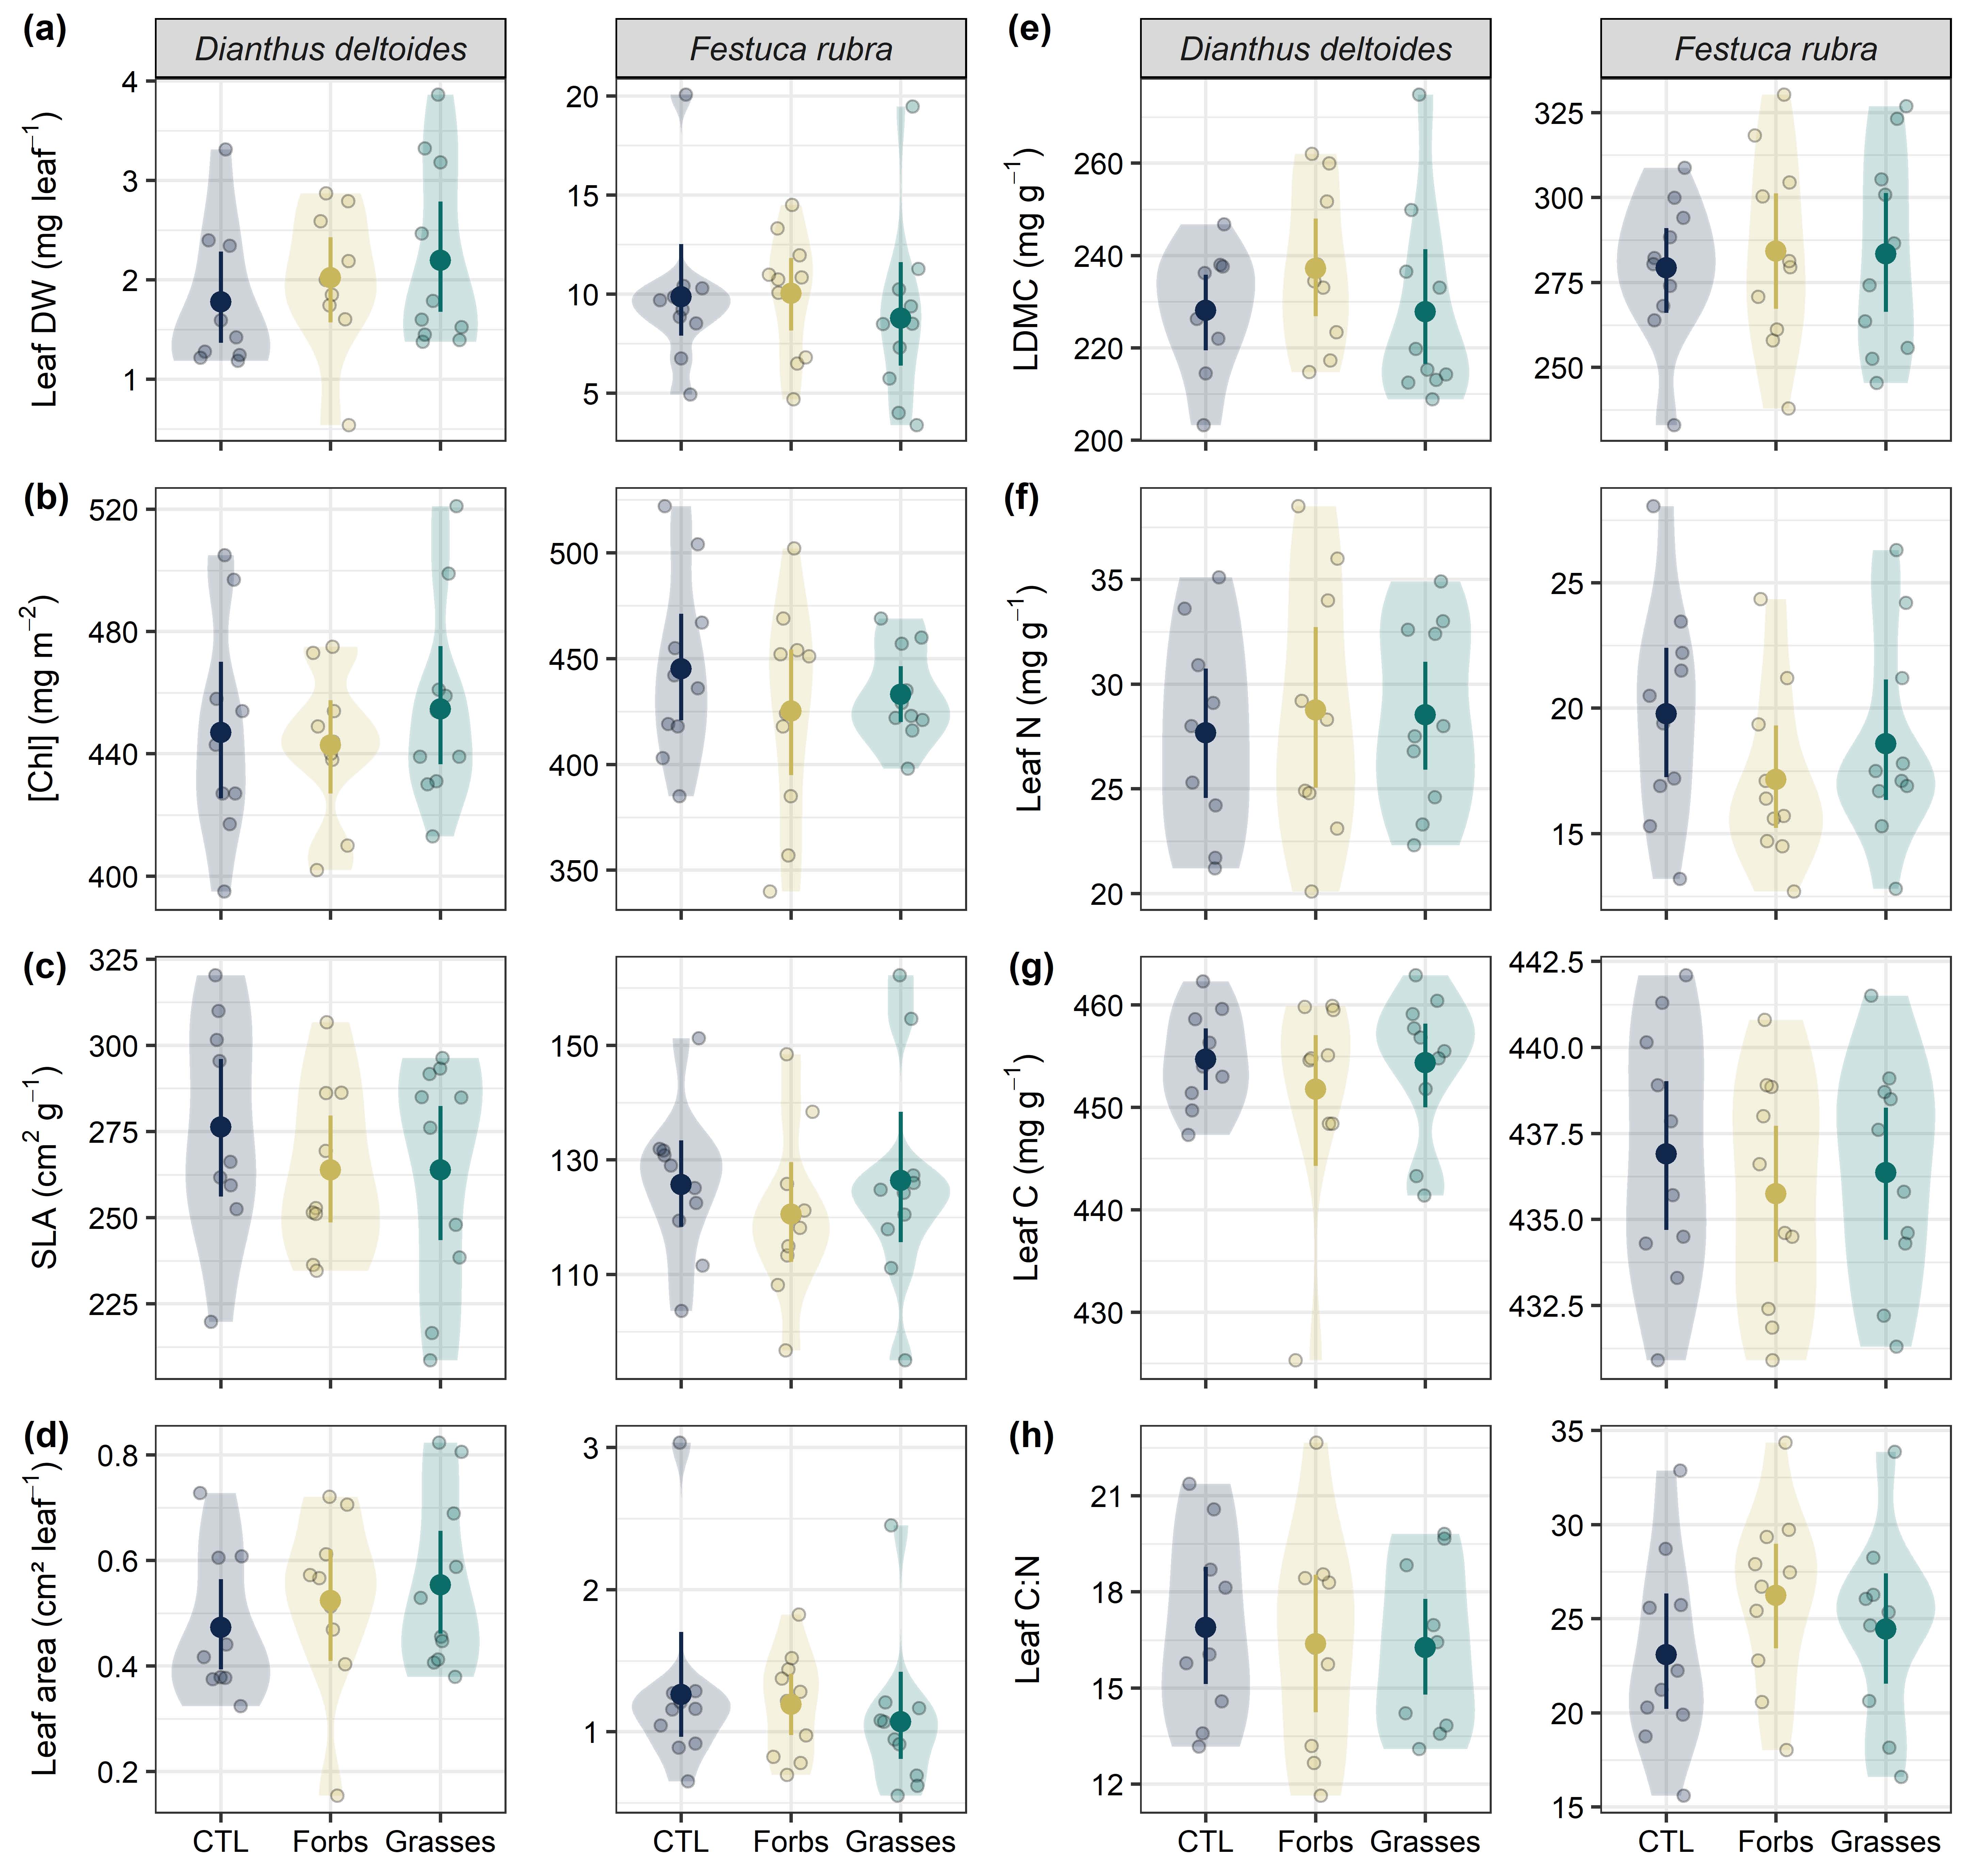 (a)
Dianthus deltoides
Festuca rubra
Leaf DW (mg leaf⁻¹)
4
3
2
1
20
15
10
5
(e)
Dianthus deltoides
Festuca rubra
LDMC (mg g⁻¹)
260
240
220
200
325
300
275
250
(b)
[Chl] (mg m⁻²)
520
480
440
400
500
450
400
350
(f)
Leaf N (mg g⁻¹)
35
30
25
20
25
20
15
(c)
SLA (cm² g⁻¹)
325
300
275
250
225
150
130
110
(g)
Leaf C (mg g⁻¹)
460
450
440
430
442.5
440.0
437.5
435.0
432.5
(d)
Leaf area (cm² leaf⁻¹)
0.8
0.6
0.4
0.2
3
2
1
CTL Forbs Grasses
CTL Forbs Grasses
(h)
Leaf C:N
21
18
15
12
35
30
25
20
15
CTL Forbs Grasses
CTL Forbs Grasses